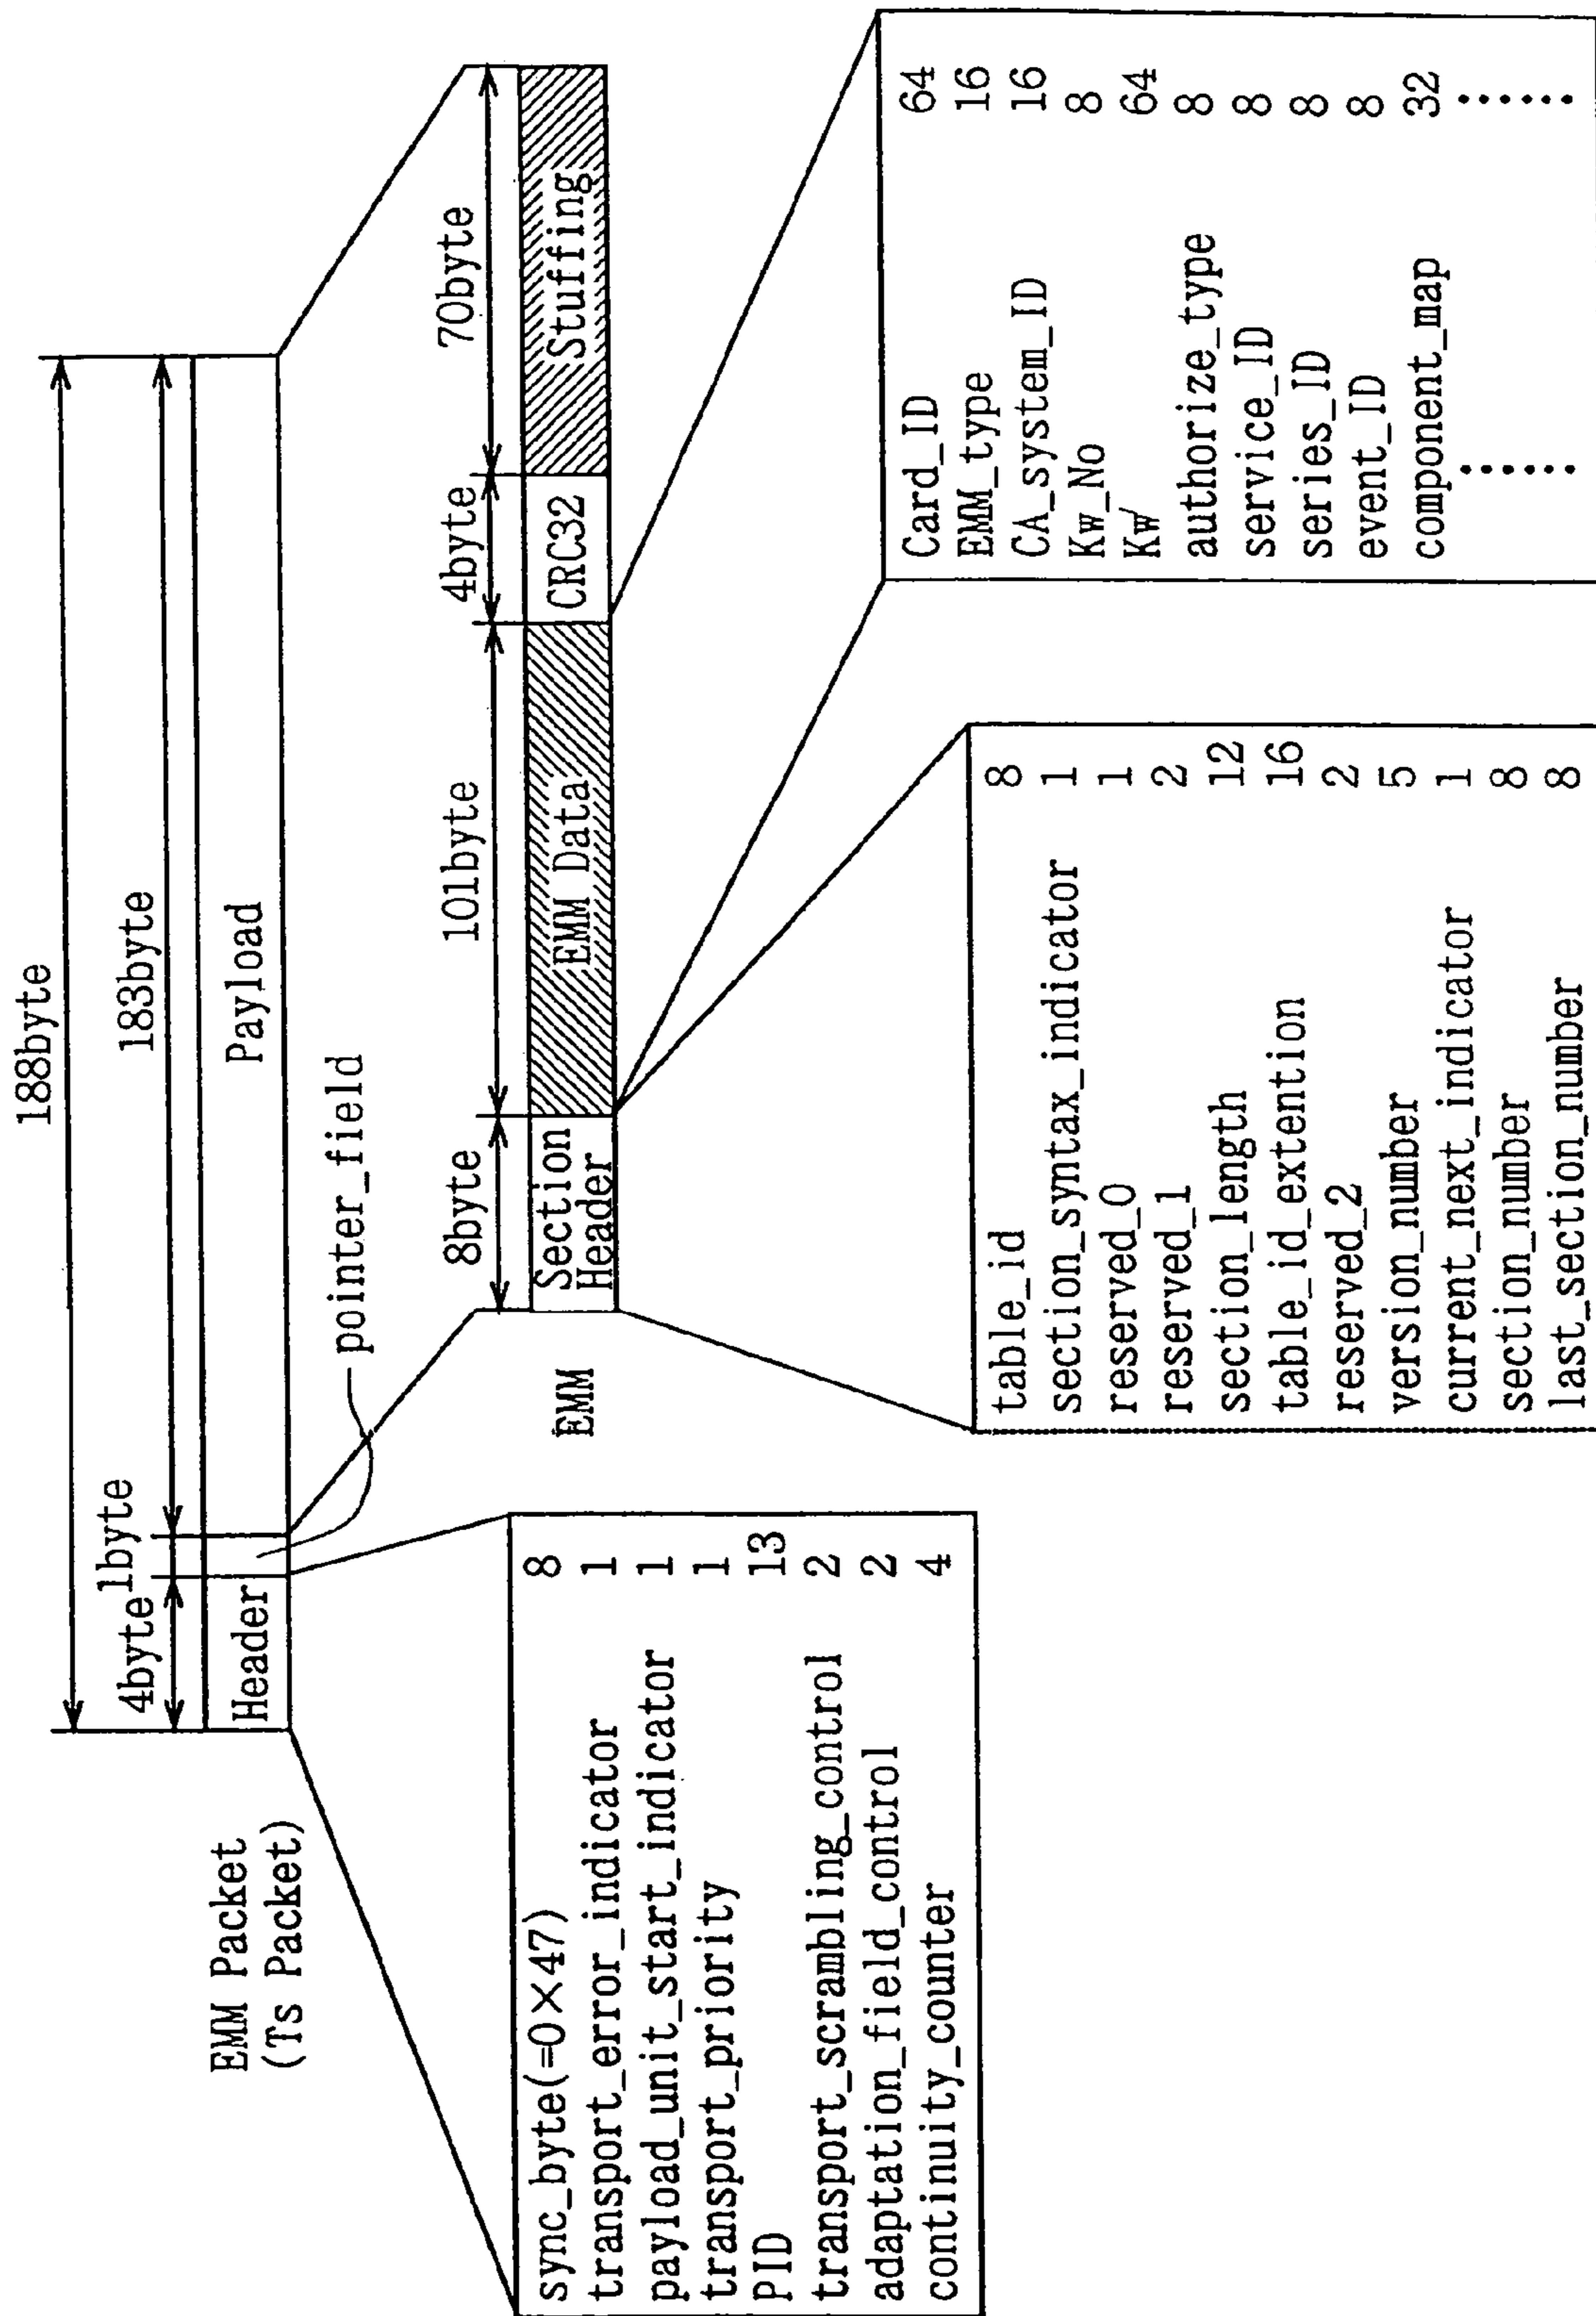 188byte
4byte 1byte 183byte
EMM Packet
(Ts Packet)
Header Payload
pointer_field
sync_byte(=0×47) 8
transport_error_indicator 1
payload_unit_start_indicator 1
transport_priority 1
PID 13
transport_scrambling_control 2
adaptation_field_control 2
continuity_counter 4
8byte 101byte 4byte 70byte
EMM
Section
Header
EMM Data
CRC32
Stuffing
table_id 8
section_syntax_indicator 1
reserved_0 1
reserved_1 2
section_length 12
table_id_extention 16
reserved_2 2
version_number 5
current_next_indicator 1
section_number 8
last_section_number 8
Card_ID 64
EMM_type 16
CA_system_ID 16
Kw_No 8
Kw 64
authorize_type 8
service_ID 8
series_ID 8
event_ID 8
component_map 32
······ ······